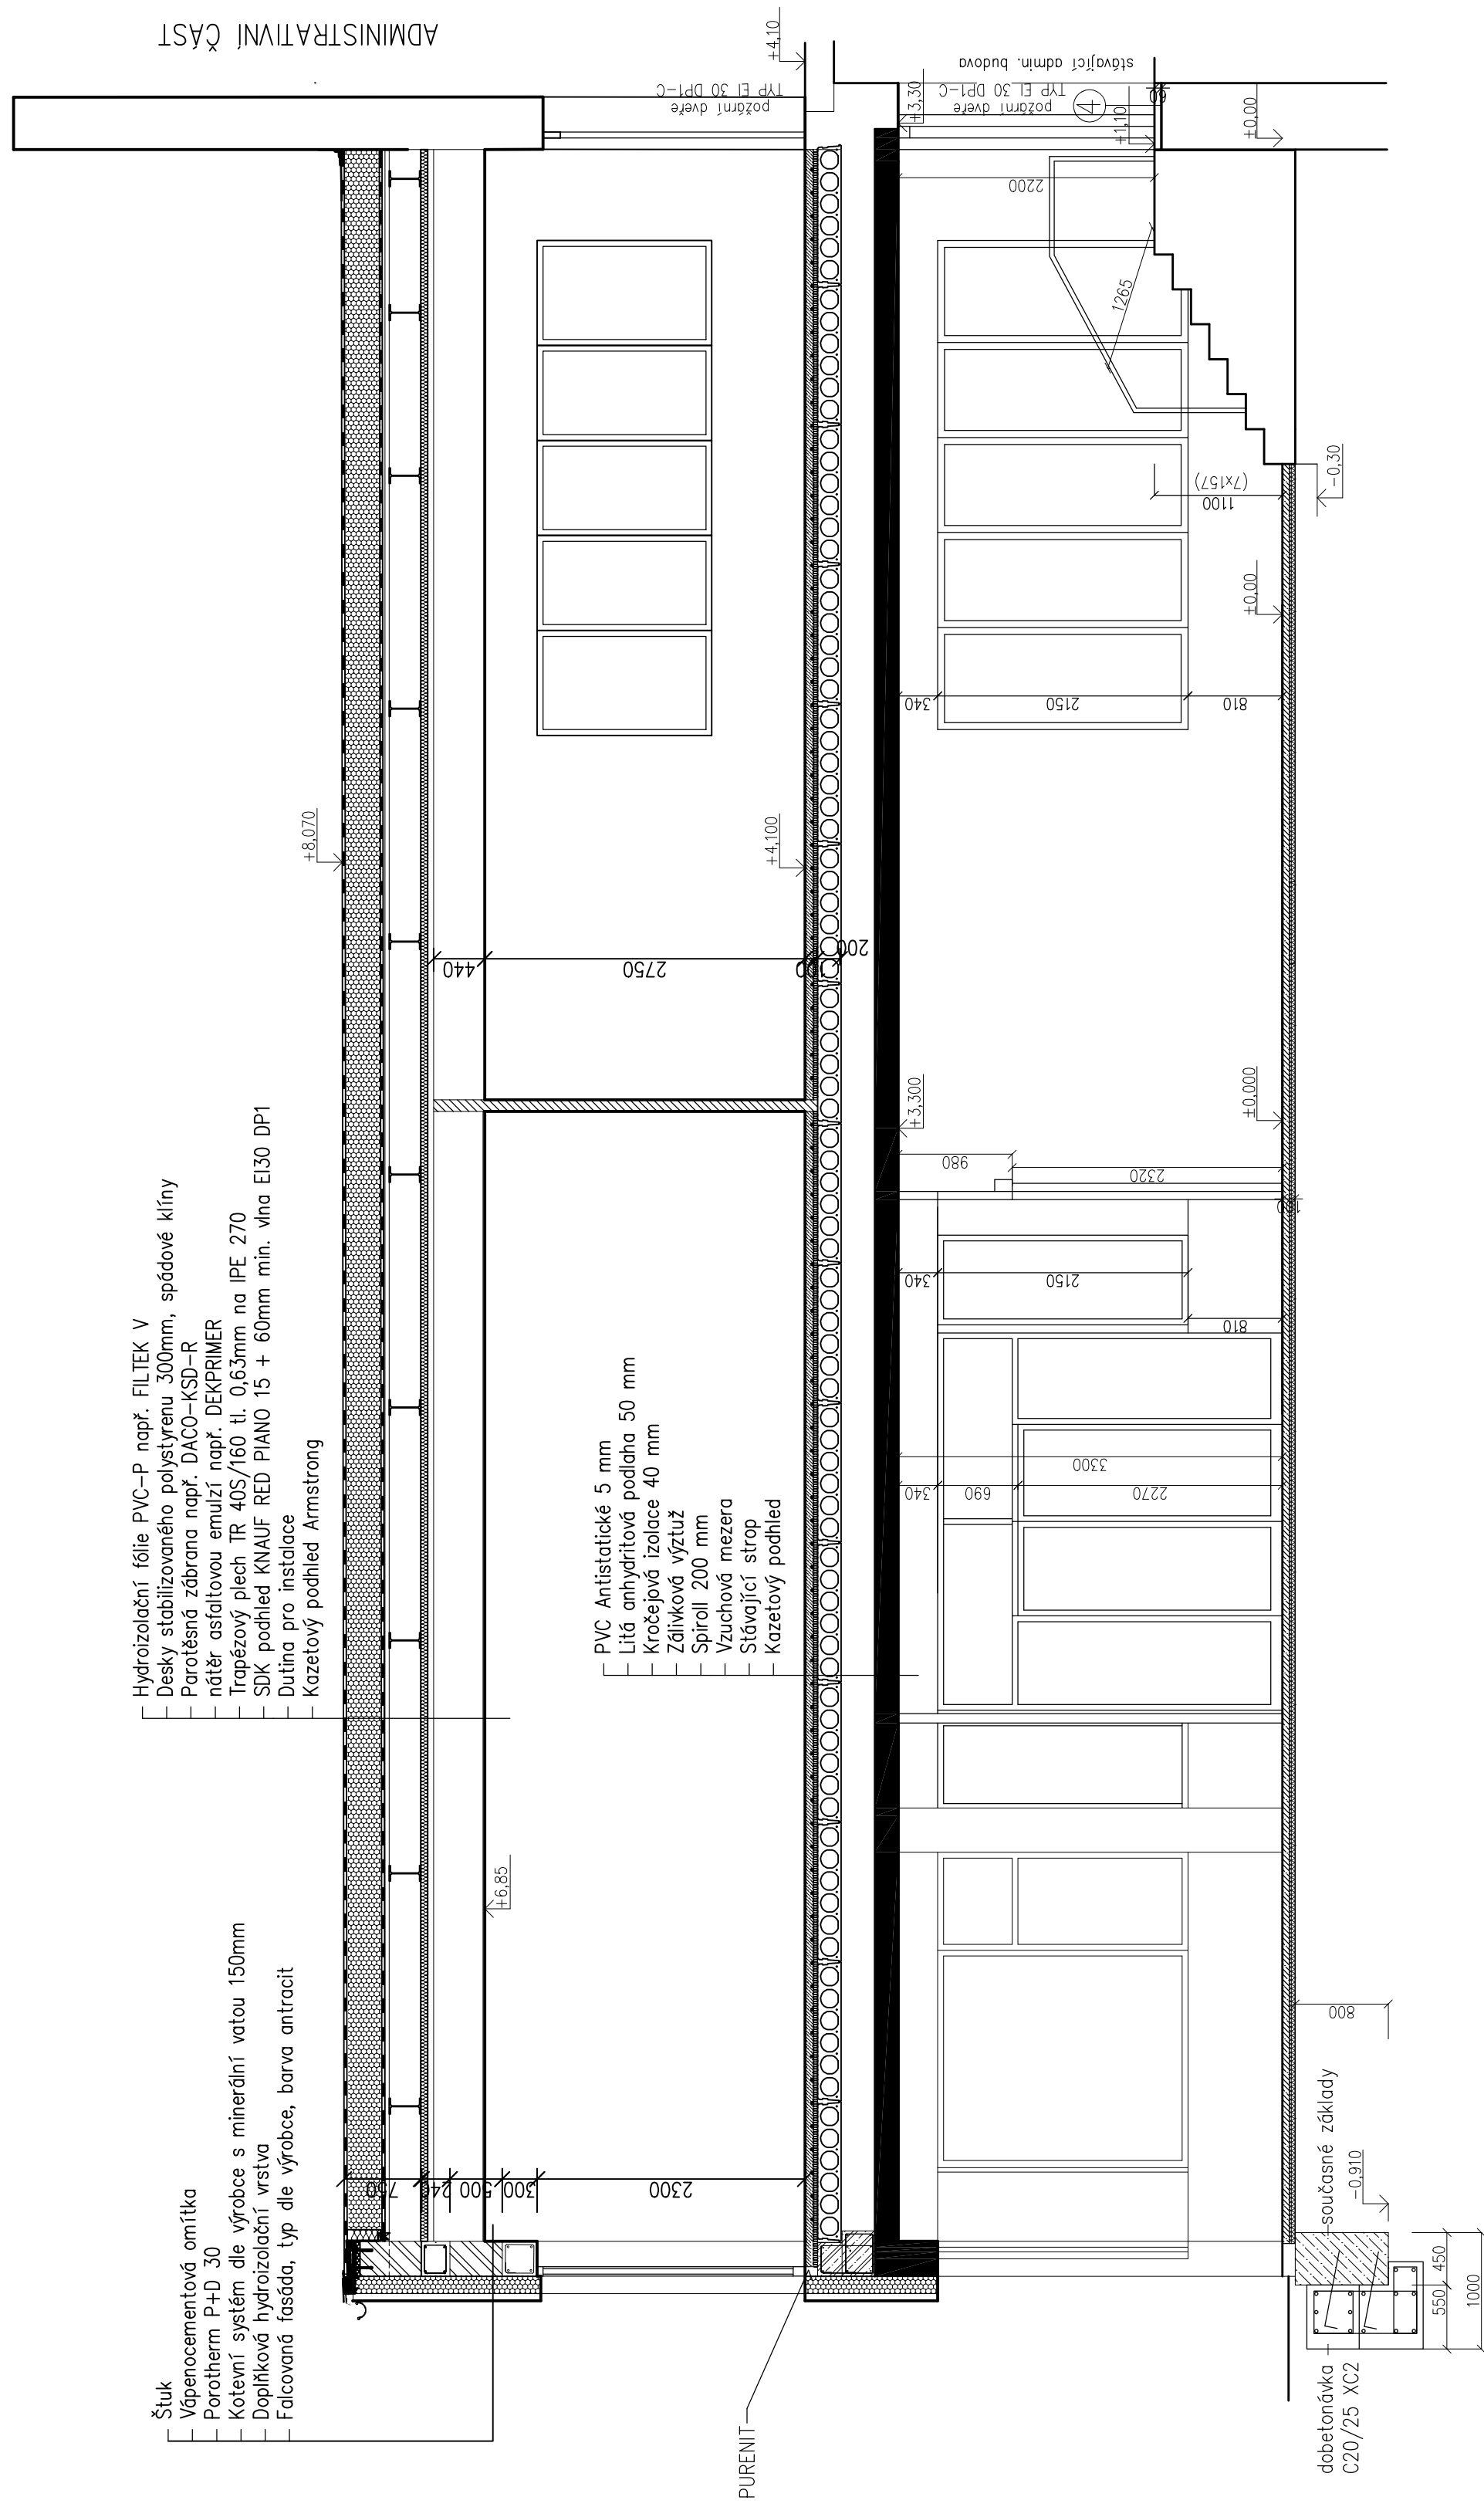 ADMINISTRATIVNÍ ČÁST
Hydroizolační fólie PVC-P např. FILTEK V
Desky stabilizovaného polystyrenu 300mm, spádové klíny
Parotěsná zábrana např. DACO-KSD-R
nátěr asfaltovou emulzí např. DEKPRIMER
Trapézový plech TR 40S/160 tl. 0,63mm na IPE 270
SDK podhled KNAUF RED PIANO 15 + 60mm min. vlna EI30 DP1
Dutina pro instalace
Kazetový podhled Armstrong
Štuk
Vápenocementová omítka
Porotherm P+D 30
Kotevní systém dle výrobce s minerální vatou 150mm
Doplňková hydroizolační vrstva
Falcovaná fasáda, typ dle výrobce, barva antracit
PVC Antistatické 5 mm
Litá anhydritová podlaha 50 mm
Kročejová izolace 40 mm
Zálivková výztuž
Spiroll 200 mm
Vzuchová mezera
Stávající strop
Kazetový podhled
PURENIT
dobetonávka
C20/25 XC2
současné základy
požární dveře
TYP EI 30 DP1-C
požární dveře
TYP EI 30 DP1-C
stávající admin. budova
4
+8,070
+4,10
+4,100
+6,85
+3,30
+3,300
+1,10
±0,00
±0,00
±0,000
-0,30
-0,910
440
2750
200
750
240
500
300
2300
2200
60
1265
1100
(7x157)
340
2150
810
980
2320
340
2150
810
3300
340
690
2270
800
450
550
1000